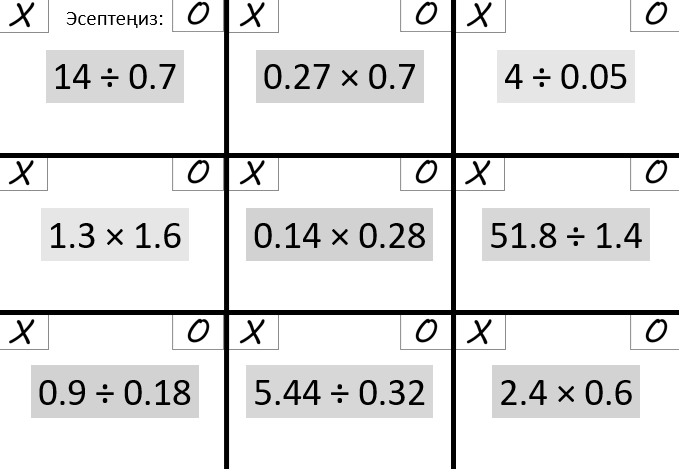 X Эсептеңиз: O X O X O
14 ÷ 0.7 0.27 × 0.7 4 ÷ 0.05
X O X O X O
1.3 × 1.6 0.14 × 0.28 51.8 ÷ 1.4
X O X O X O
0.9 ÷ 0.18 5.44 ÷ 0.32 2.4 × 0.6